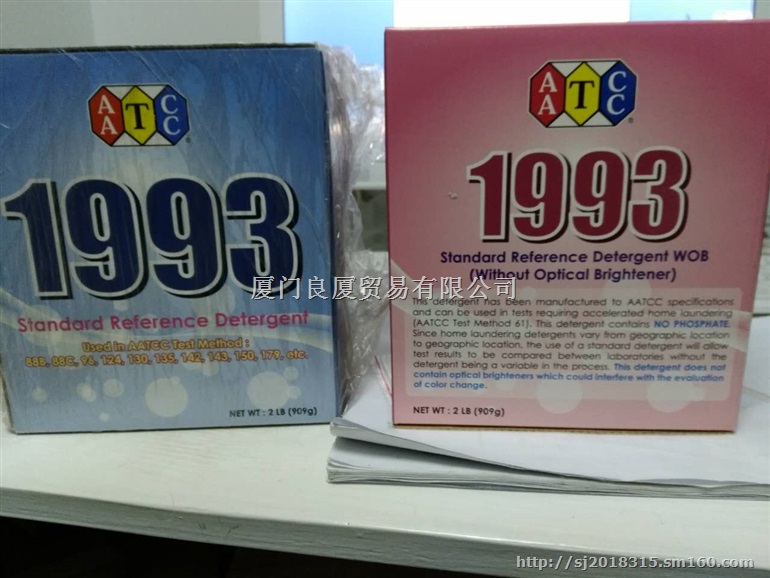 AATCC
1993
Standard Reference Detergent
Used in AATCC Test Method :
88B, 88C, 96, 124, 130, 135, 142, 143, 150, 179, etc.
NET WT : 2 LB (909g)
AATCC
1993
Standard Reference Detergent WOB
(Without Optical Brightener)
This detergent has been manufactured to AATCC specifications
and can be used in tests requiring accelerated home laundering
(AATCC Test Method 61). This detergent contains NO PHOSPHATE.
Since home laundering detergents vary from geographic location
to geographic location, the use of a standard detergent will allow
test results to be compared between laboratories without the
detergent being a variable in the process. This detergent does not
contain optical brighteners which could interfere with the evaluation
of color change.
NET WT : 2 LB (909g)
厦门良厦贸易有限公司
http://sj2018315.sm160.com/